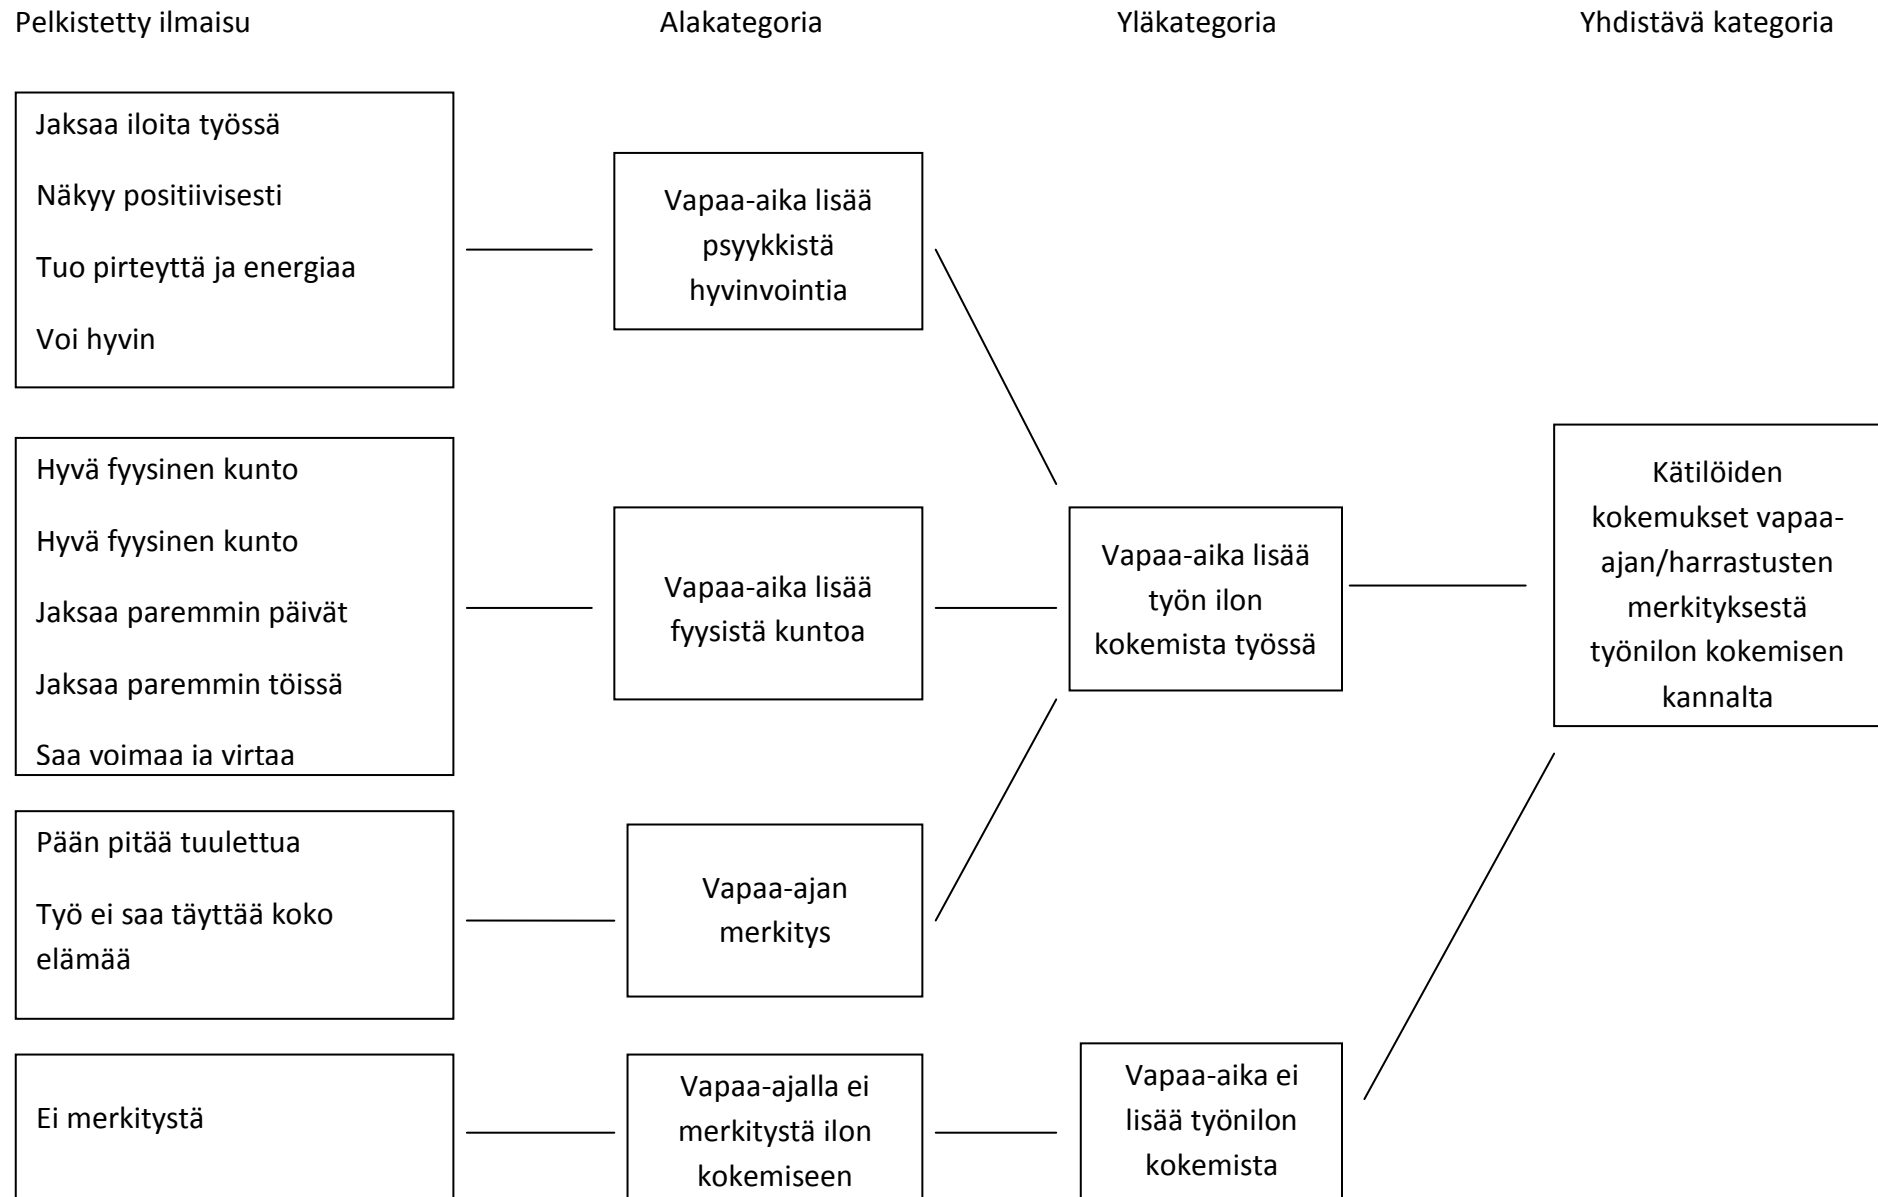 Pelkistetty ilmaisu
Alakategoria
Yläkategoria
Yhdistävä kategoria
Jaksaa iloita työssä
Näkyy positiivisesti
Tuo pirteyttä ja energiaa
Voi hyvin
Vapaa-aika lisää
psyykkistä
hyvinvointia
Hyvä fyysinen kunto
Hyvä fyysinen kunto
Jaksaa paremmin päivät
Jaksaa paremmin töissä
Saa voimaa ja virtaa
Vapaa-aika lisää
fyysistä kuntoa
Vapaa-aika lisää
työn ilon
kokemista työssä
Kätilöiden
kokemukset vapaa-
ajan/harrastusten
merkityksestä
työnilon kokemisen
kannalta
Pään pitää tuulettua
Työ ei saa täyttää koko
elämää
Vapaa-ajan
merkitys
Ei merkitystä
Vapaa-ajalla ei
merkitystä ilon
kokemiseen
Vapaa-aika ei
lisää työnilon
kokemista